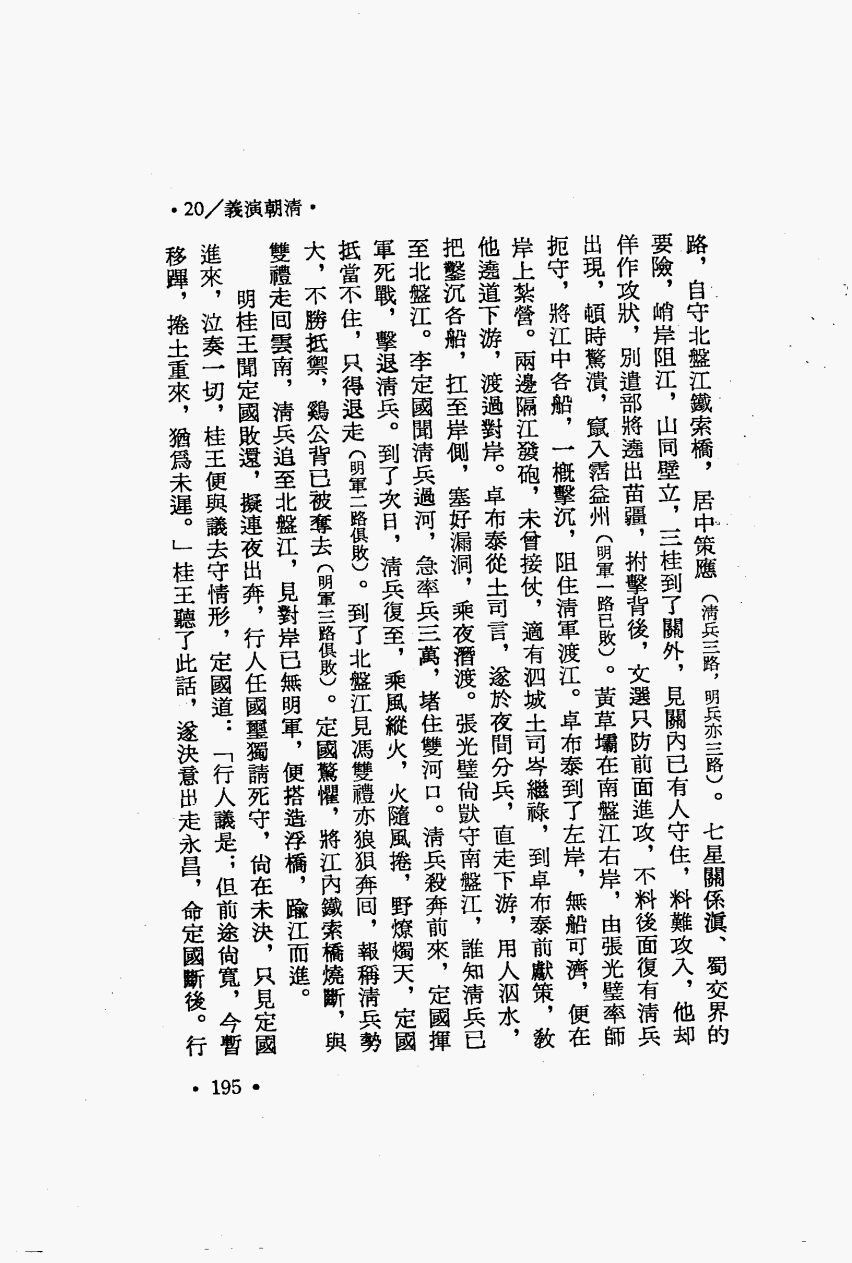 •20/義演朝清•
路，自守北盤江鐵索橋，居中策應（清兵三路，明兵亦三路）。七星關係滇、蜀交界的
要險，峭岸阻江，山同壁立，三桂到了關外，見關內已有人守住，料難攻入，他却
佯作攻狀，別遣部將遶出苗疆，拊擊背後，文選只防前面進攻，不料後面復有清兵
出現，頓時驚潰，竄入霑益州（明軍一路已敗）。黃草壩在南盤江右岸，由張光璧率師
扼守，將江中各船，一槪擊沉，阻住清軍渡江。卓布泰到了左岸，無船可濟，便在
岸上紮營。兩邊隔江發砲，未曾接仗，適有泗城土司岑繼祿，到卓布泰前獻策，敎
他遶道下游，渡過對岸。卓布泰從土司言，遂於夜間分兵，直走下游，用人泅水，
把鑿沉各船，扛至岸側，塞好漏洞，乘夜潛渡。張光璧尙獃守南盤江，誰知清兵已
至北盤江。李定國聞清兵過河，急率兵三萬，堵住雙河口。清兵殺奔前來，定國揮
軍死戰，擊退清兵。到了次日，清兵復至，乘風縱火，火隨風捲，野燎燭天，定國
抵當不住，只得退走（明軍二路俱敗）。到了北盤江見馮雙禮亦狼狽奔回，報稱清兵勢
大，不勝抵禦，鷄公背已被奪去（明軍三路俱敗）。定國驚懼，將江內鐵索橋燒斷，與
雙禮走回雲南，清兵追至北盤江，見對岸已無明軍，便搭造浮橋，踰江而進。
明桂王聞定國敗還，擬連夜出奔，行人任國璽獨請死守，尙在未決，只見定國
進來，泣奏一切，桂王便與議去守情形，定國道：「行人議是；但前途尙寬，今暫
移蹕，捲土重來，猶爲未遲。」桂王聽了此話，遂決意出走永昌，命定國斷後。行
•195•